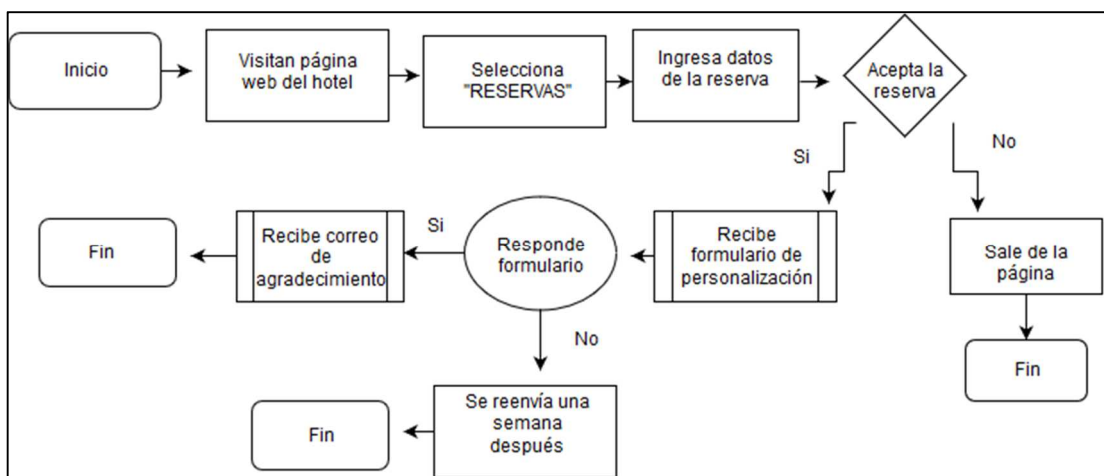 Inicio
Visitan página
web del hotel
Selecciona
"RESERVAS"
Ingresa datos
de la reserva
Acepta la
reserva
Si
No
Fin
Recibe correo
de
agradecimiento
Si
Responde
formulario
Recibe
formulario de
personalización
Sale de la
página
No
Fin
Se reenvía una
semana
después
Fin